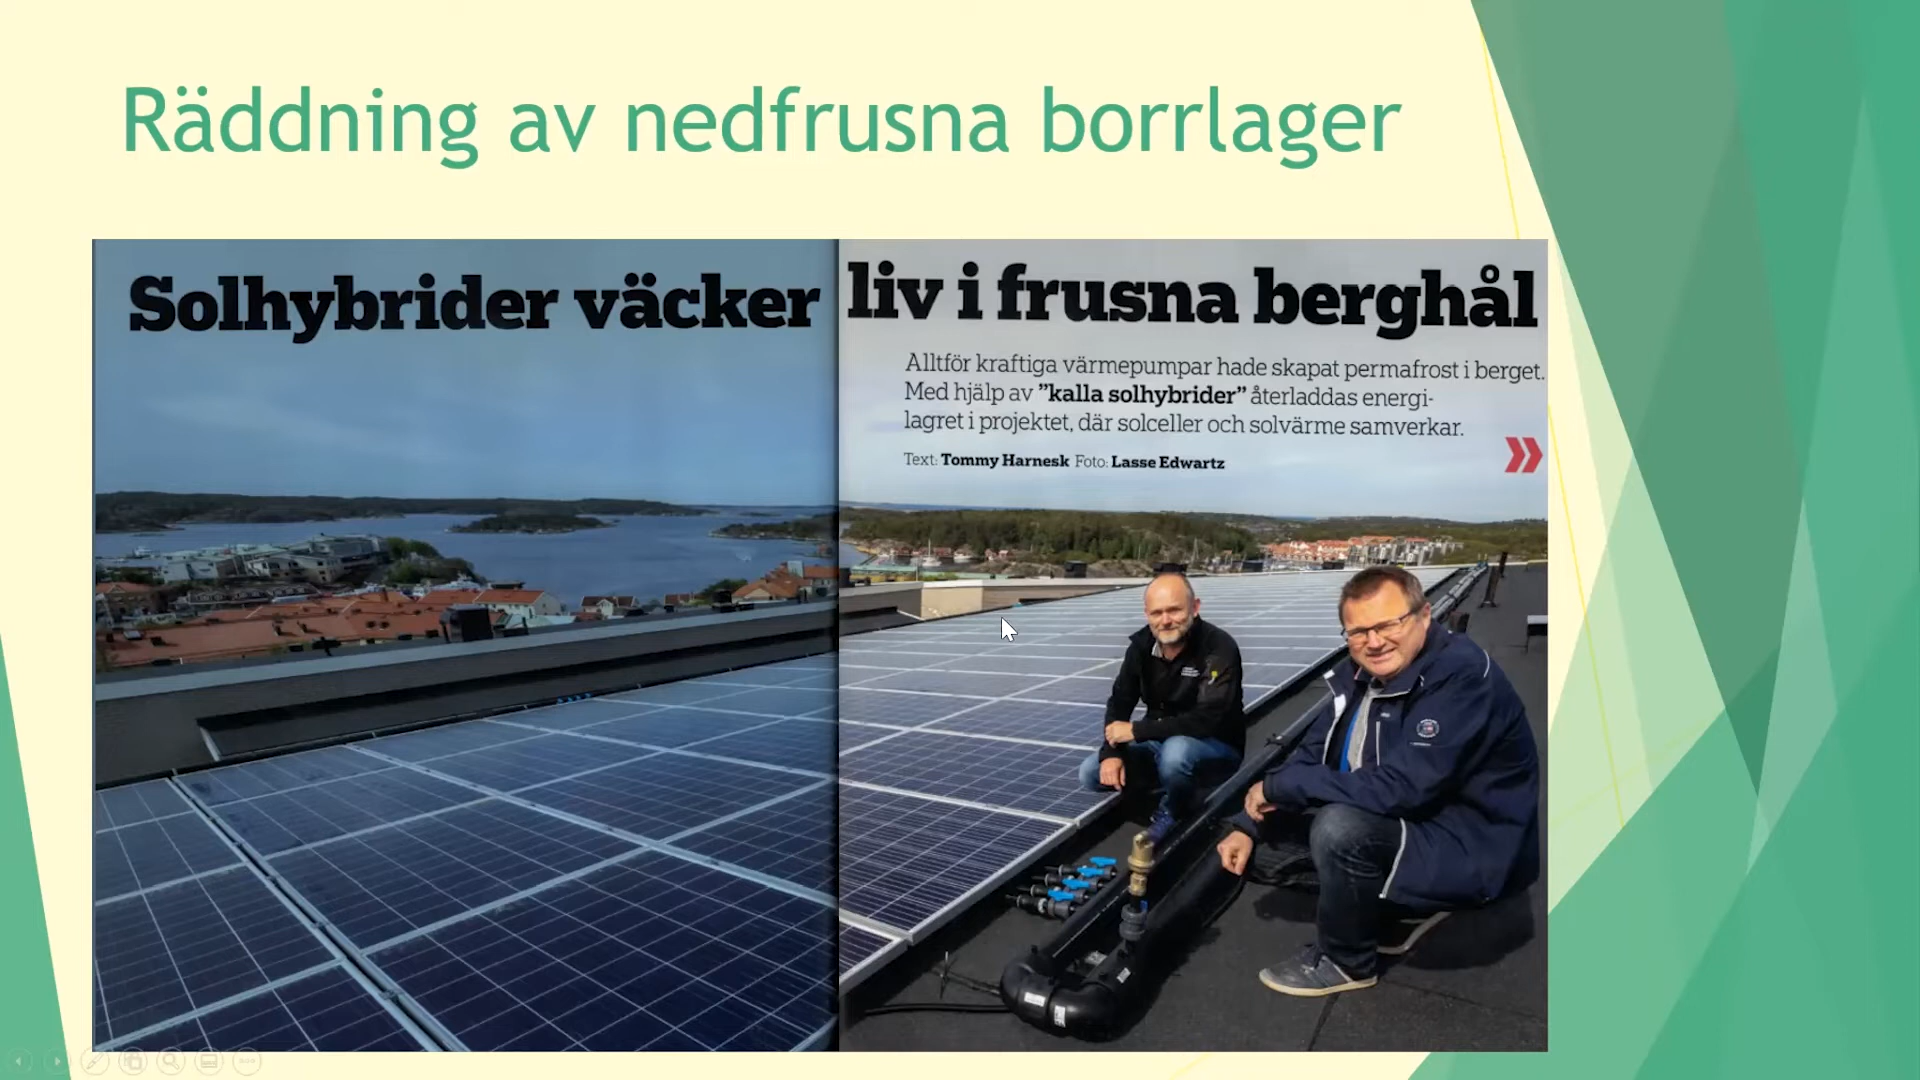 Räddning av nedfrusna borrlager
Solhybrider väcker liv i frusna berghål
Alltför kraftiga värmepumpar hade skapat permafrost i berget.
Med hjälp av ”kalla solhybrider” återladdas energi-
lagret i projektet, där solceller och solvärme samverkar.
Text: Tommy Harnesk Foto: Lasse Edwartz